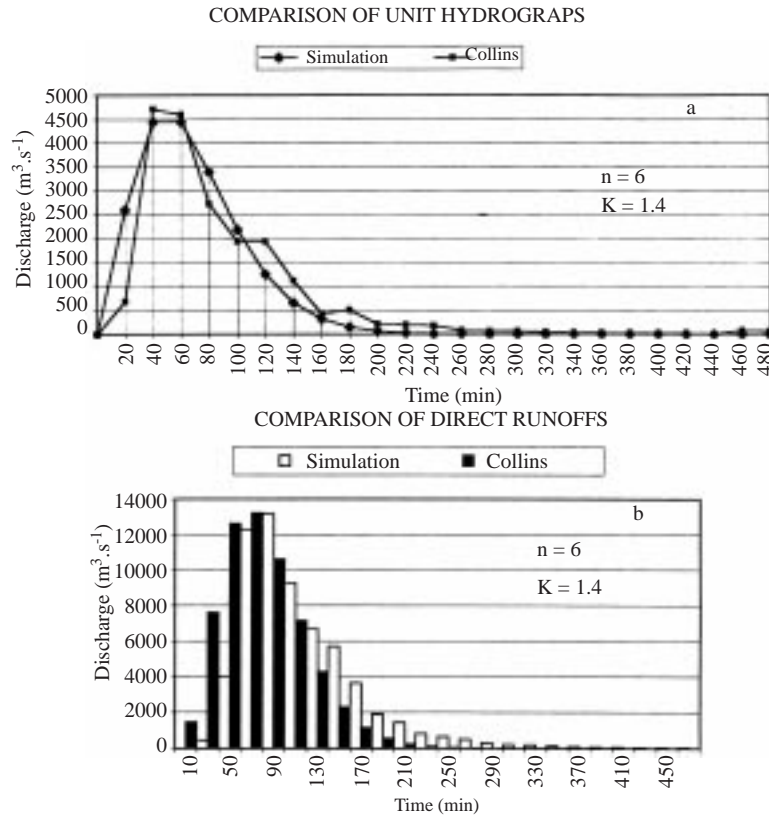 COMPARISON OF UNIT HYDROGRAPS
Simulation Collins
a
n = 6
K = 1.4
Discharge (m³.s⁻¹)
5000
4500
4000
3500
3000
2500
2000
1500
1000
500
0
20 40 60 80 100 120 140 160 180 200 220 240 260 280 300 320 340 360 380 400 420 440 460 480
Time (min)
COMPARISON OF DIRECT RUNOFFS
Simulation Collins
b
n = 6
K = 1.4
Discharge (m³.s⁻¹)
14000
12000
10000
8000
6000
4000
2000
0
10 50 90 130 170 210 250 290 330 370 410 450
Time (min)